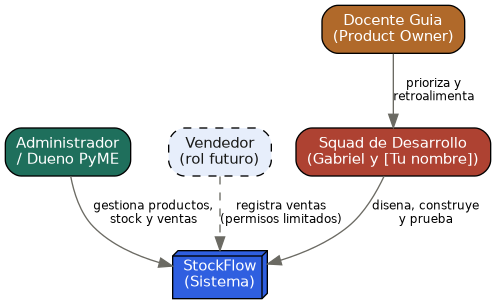 Docente Guia
(Product Owner)
prioriza y
retroalimenta
Administrador
/ Dueno PyME
Vendedor
(rol futuro)
Squad de Desarrollo
(Gabriel y [Tu nombre])
gestiona productos,
stock y ventas
registra ventas
(permisos limitados)
disena, construye
y prueba
StockFlow
(Sistema)